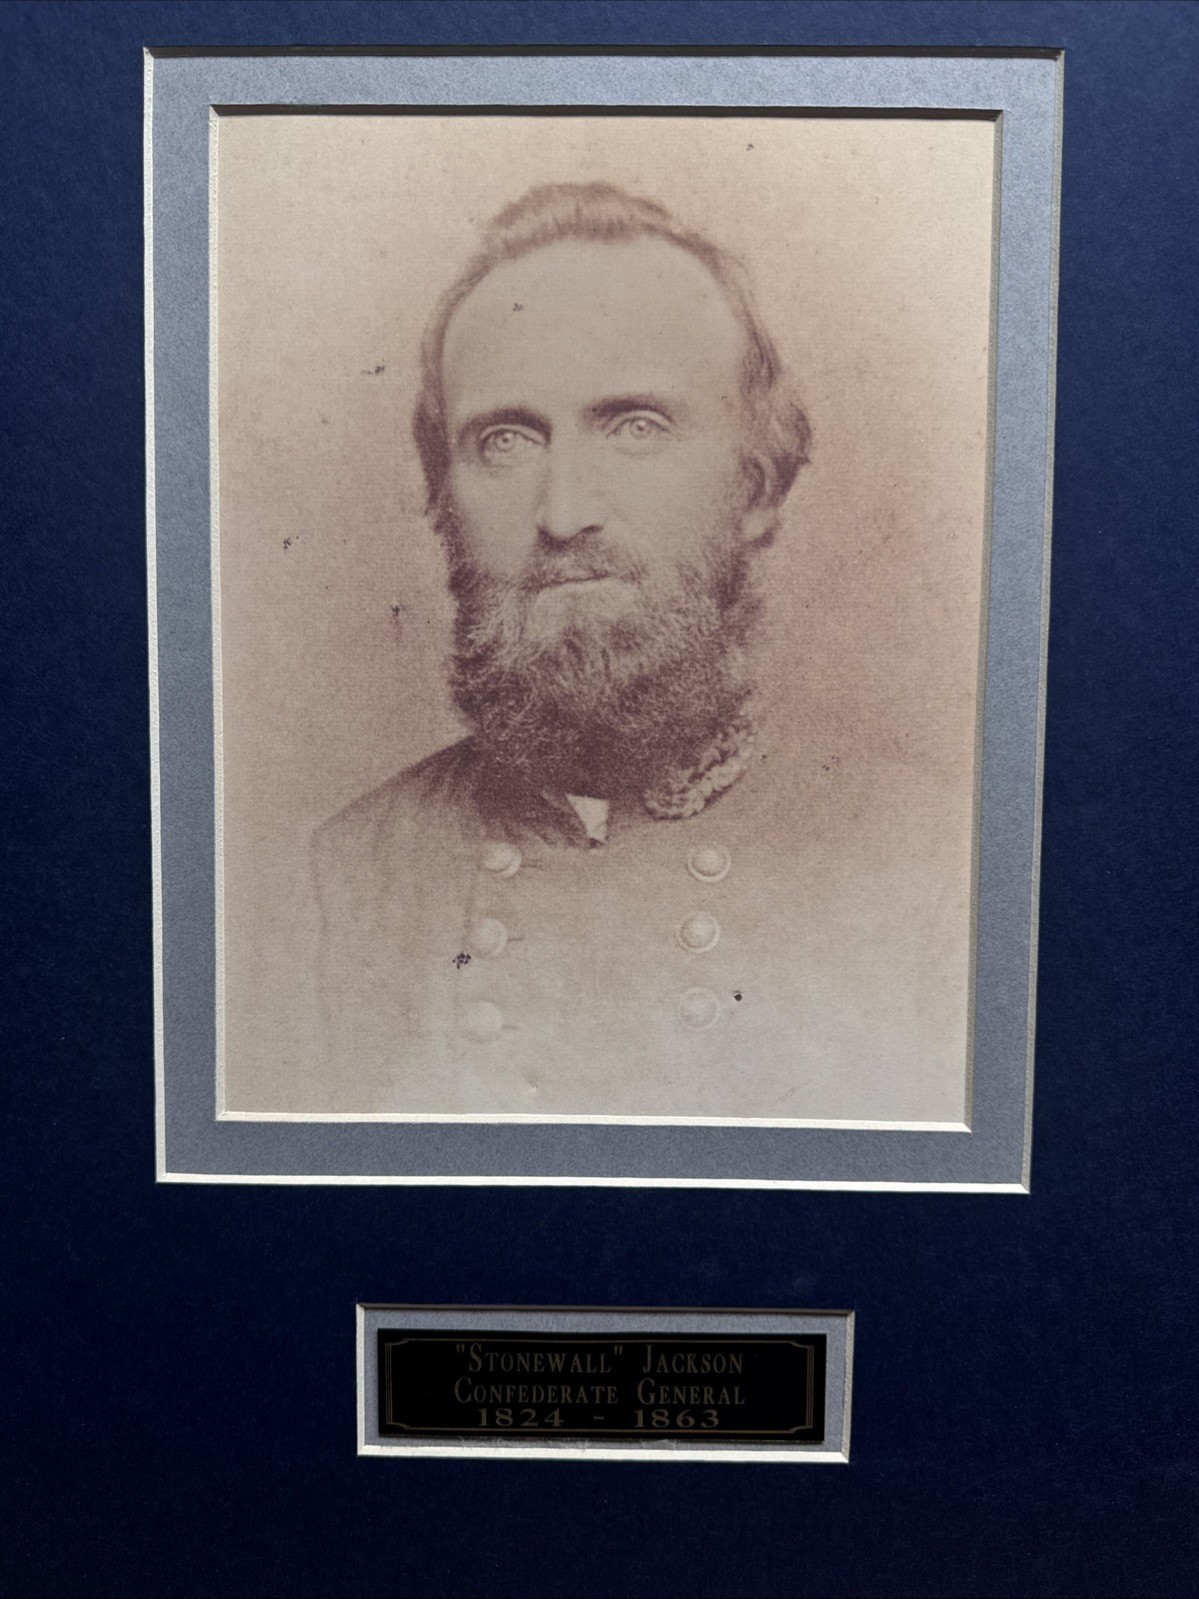 "Stonewall" Jackson
Confederate General
1824 - 1863